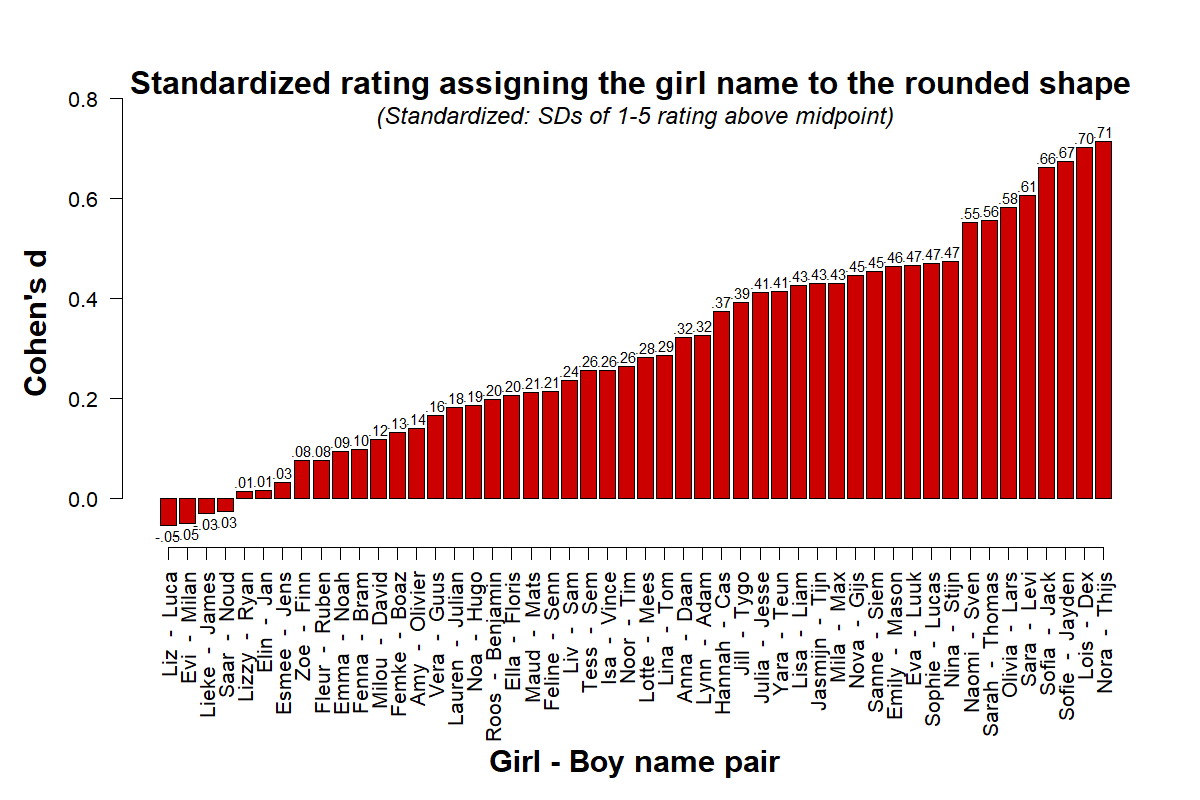 Standardized rating assigning the girl name to the rounded shape
(Standardized: SDs of 1-5 rating above midpoint)
Cohen's d
0.8
0.6
0.4
0.2
0.0
-.05
-.05
-.03
-.03
.01
.01
.03
.08
.08
.09
.10
.12
.13
.14
.16
.18
.19
.20
.20
.21
.21
.24
.26
.26
.26
.28
.29
.32
.32
.37
.39
.41
.41
.43
.43
.43
.45
.45
.46
.47
.47
.47
.55
.56
.58
.61
.66
.67
.70
.71
Liz - Luca
Evi - Milan
Lieke - James
Saar - Noud
Lizzy - Ryan
Elin - Jan
Esmee - Jens
Zoe - Finn
Fleur - Ruben
Emma - Noah
Fenna - Bram
Milou - David
Femke - Boaz
Amy - Olivier
Vera - Guus
Lauren - Julian
Noa - Hugo
Roos - Benjamin
Ella - Floris
Maud - Mats
Feline - Senn
Liv - Sam
Tess - Sem
Isa - Vince
Noor - Tim
Lotte - Mees
Lina - Tom
Anna - Daan
Lynn - Adam
Hannah - Cas
Jill - Tygo
Julia - Jesse
Yara - Teun
Lisa - Liam
Jasmijn - Tijn
Mila - Max
Nova - Gijs
Sanne - Siem
Emily - Mason
Eva - Luuk
Sophie - Lucas
Nina - Stijn
Naomi - Sven
Sarah - Thomas
Olivia - Lars
Sara - Levi
Sofia - Jack
Sofie - Jayden
Lois - Dex
Nora - Thijs
Girl - Boy name pair